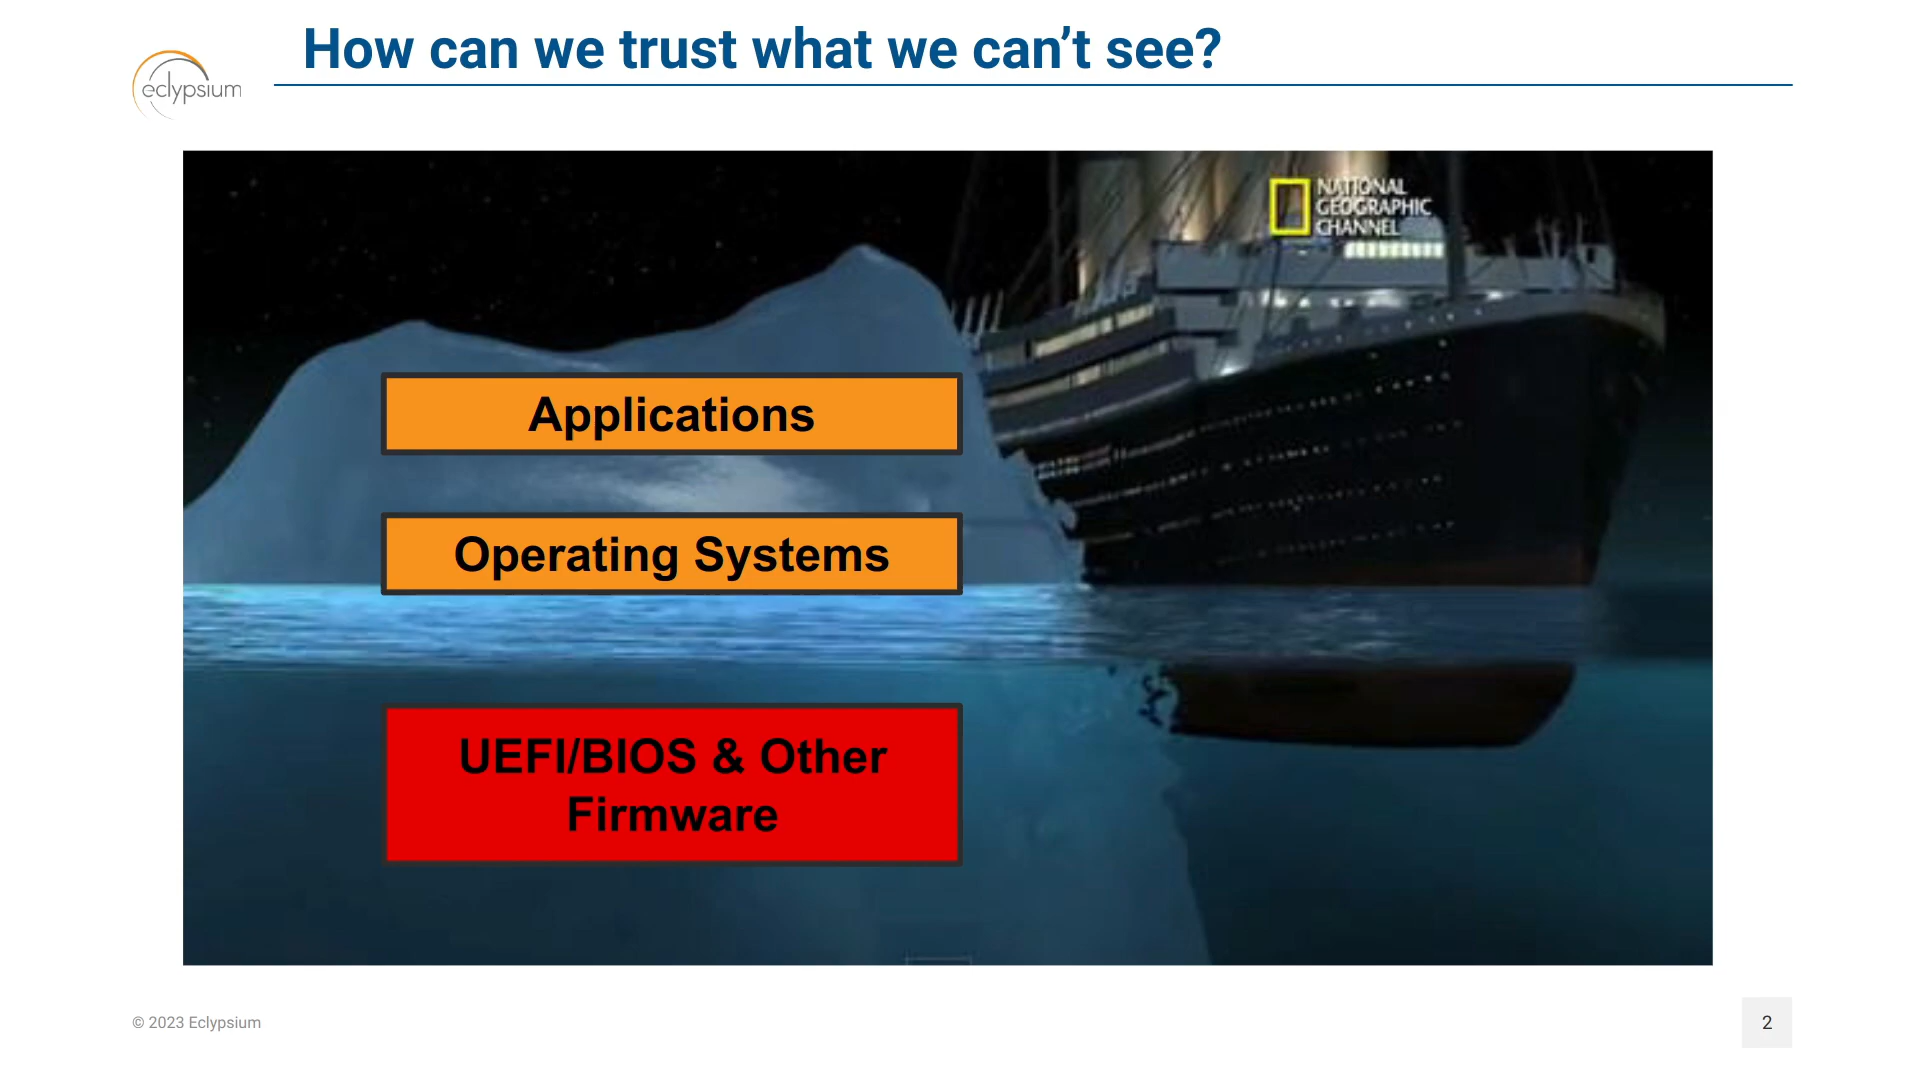 How can we trust what we can’t see?
eclypsium
NATIONAL
GEOGRAPHIC
CHANNEL
Applications
Operating Systems
UEFI/BIOS & Other
Firmware
© 2023 Eclypsium
2